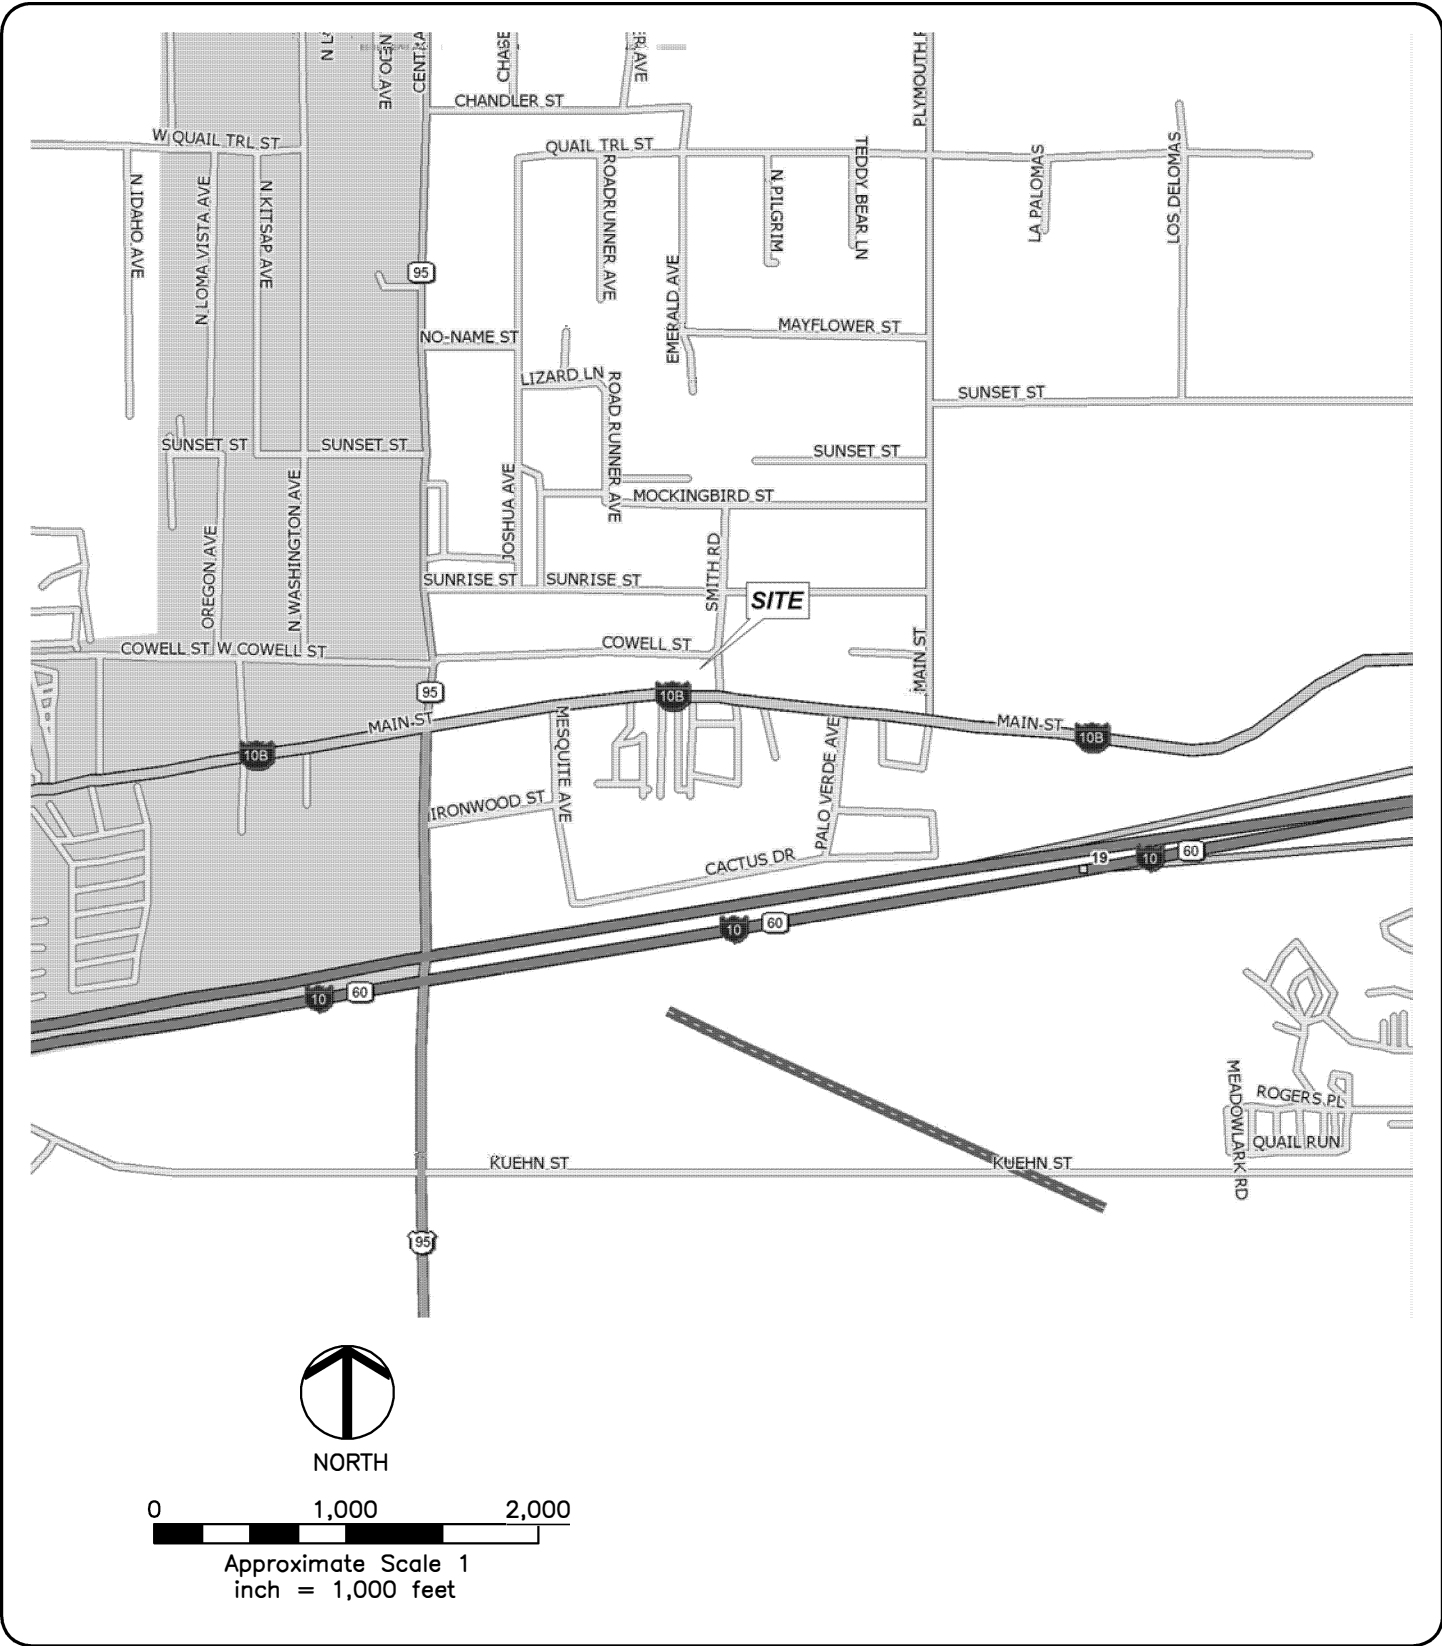 CHANDLER ST
W QUAIL TRL ST
QUAIL TRL ST
N IDAHO AVE
N LOMA VISTA AVE
N KITSAP AVE
ROADRUNNER AVE
EMERALD AVE
N PILGRIM
TEDDY BEAR LN
LA PALOMAS
LOS DELOMAS
95
NO-NAME ST
MAYFLOWER ST
LIZARD LN
ROAD RUNNER AVE
SUNSET ST
SUNSET ST
SUNSET ST
SUNSET ST
MOCKINGBIRD ST
JOSHUA AVE
OREGON AVE
N WASHINGTON AVE
SMITH RD
SUNRISE ST
SUNRISE ST
SITE
COWELL ST
W COWELL ST
COWELL ST
MAIN ST
95
10B
MAIN ST
MAIN ST
10B
10B
MESQUITE AVE
PALO VERDE AVE
IRONWOOD ST
CACTUS DR
19
10
60
10
60
10
60
MEADOWLARK RD
ROGERS PL
QUAIL RUN
KUEHN ST
KUEHN ST
95
NORTH
0 1,000 2,000
Approximate Scale 1
inch = 1,000 feet